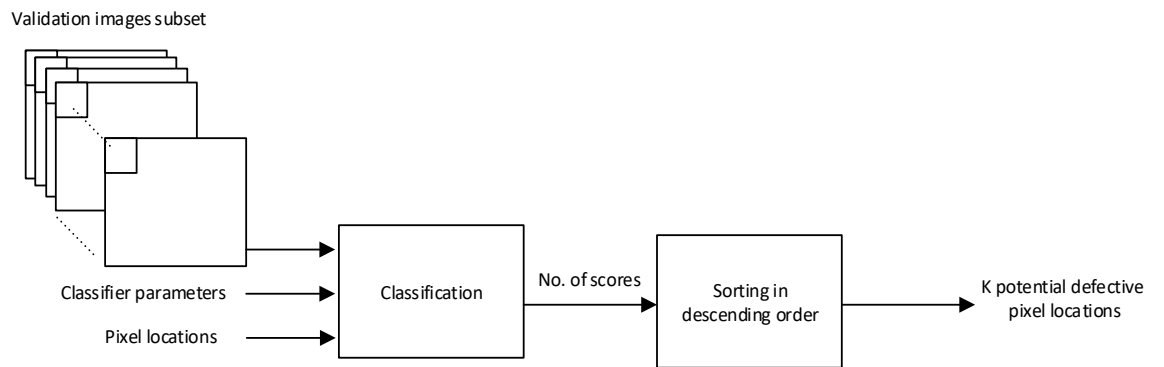 Validation images subset
Classifier parameters
Pixel locations
Classification
No. of scores
Sorting in
descending order
K potential defective
pixel locations